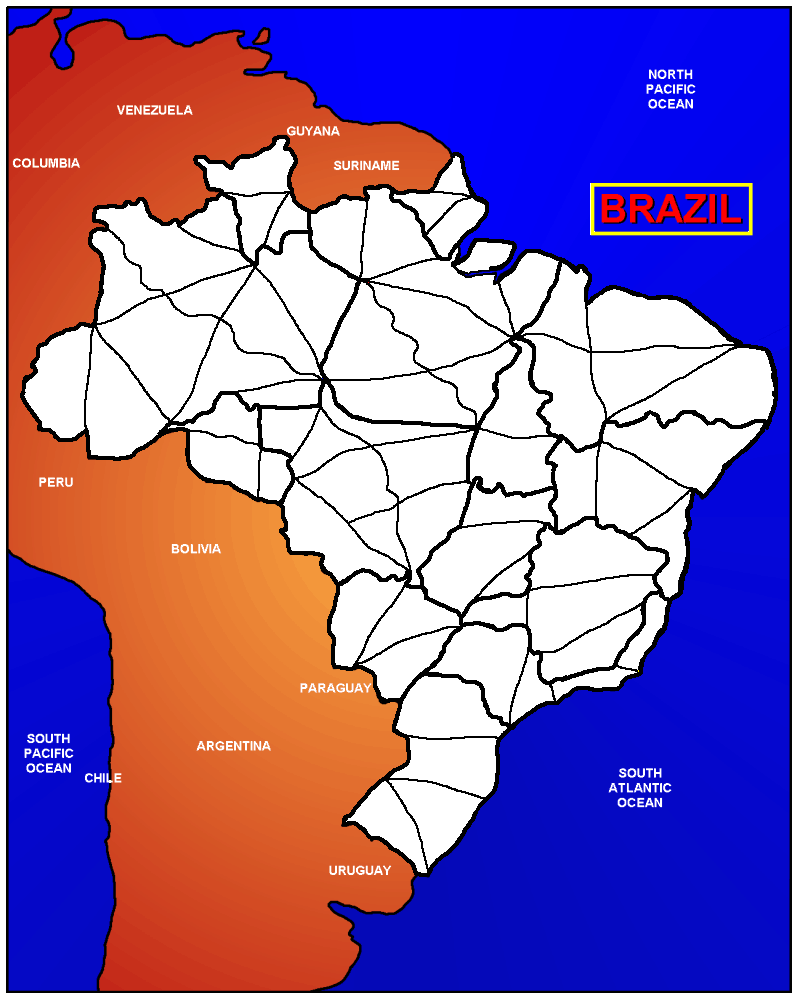 NORTH
PACIFIC
OCEAN
VENEZUELA
GUYANA
COLUMBIA
SURINAME
BRAZIL
PERU
BOLIVIA
PARAGUAY
SOUTH
PACIFIC
OCEAN
ARGENTINA
CHILE
SOUTH
ATLANTIC
OCEAN
URUGUAY